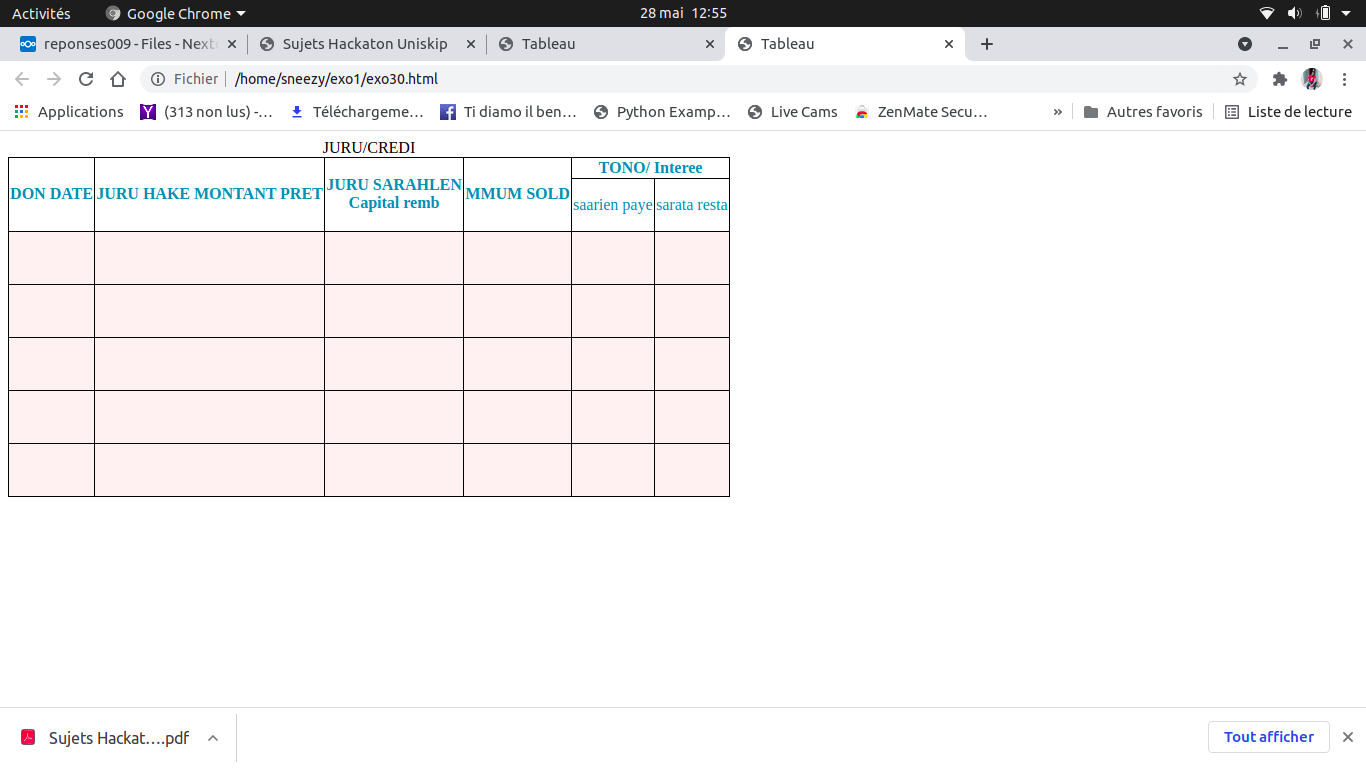 Activités
Google Chrome
28 mai 12:55
reponses009 - Files - Nextc
Sujets Hackaton Uniskip
Tableau
Tableau
Fichier
/home/sneezy/exo1/exo30.html
Applications
(313 non lus) -…
Téléchargeme…
Ti diamo il ben…
Python Examp…
Live Cams
ZenMate Secu…
»
Autres favoris
Liste de lecture
JURU/CREDI
DON DATE
JURU HAKE MONTANT PRET
JURU SARAHLEN
Capital remb
MMUM SOLD
TONO/ Interee
saarien paye
sarata resta
Sujets Hackat….pdf
Tout afficher